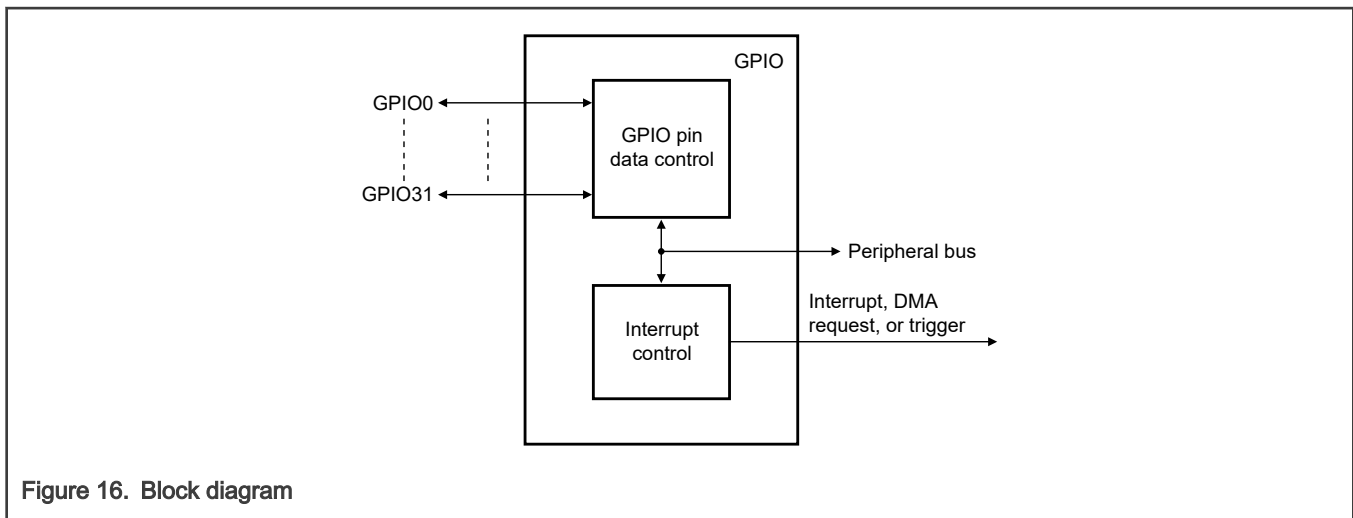 GPIO
GPIO0
GPIO pin
data control
GPIO31
Peripheral bus
Interrupt, DMA
request, or trigger
Interrupt
control
Figure 16. Block diagram